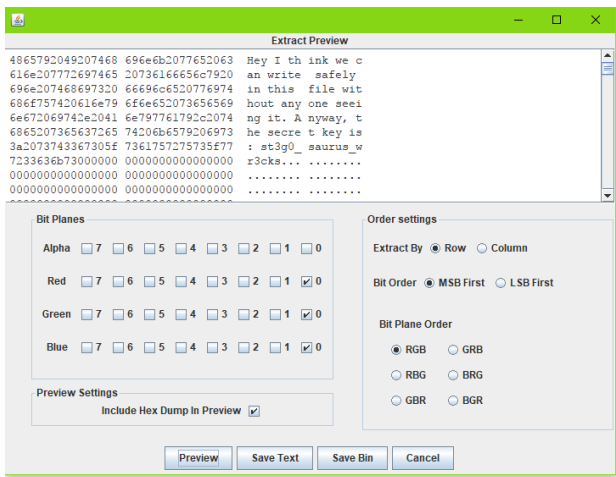 Extract Preview
4865792049207468 696e6b2077652063 Hey I th ink we c
616e207772697465 20736166656c7920 an write safely
696e207468697320 66696c6520776974 in this file wit
686f757420616e79 6f6e652073656569 hout any one seei
6e672069742e2041 6e797761792c2074 ng it. A nyway, t
6865207365637265 74206b6579206973 he secre t key is
3a2073743367305f 7361757275735f77 : st3g0_ saurus_w
7233636b73000000 0000000000000000 r3cks... ........
0000000000000000 0000000000000000 ........ ........
0000000000000000 0000000000000000 ........ ........
Bit Planes
Alpha 7 6 5 4 3 2 1 0
Red 7 6 5 4 3 2 1 0
Green 7 6 5 4 3 2 1 0
Blue 7 6 5 4 3 2 1 0
Preview Settings
Include Hex Dump In Preview
Order settings
Extract By Row Column
Bit Order MSB First LSB First
Bit Plane Order
RGB GRB
RBG BRG
GBR BGR
Preview Save Text Save Bin Cancel